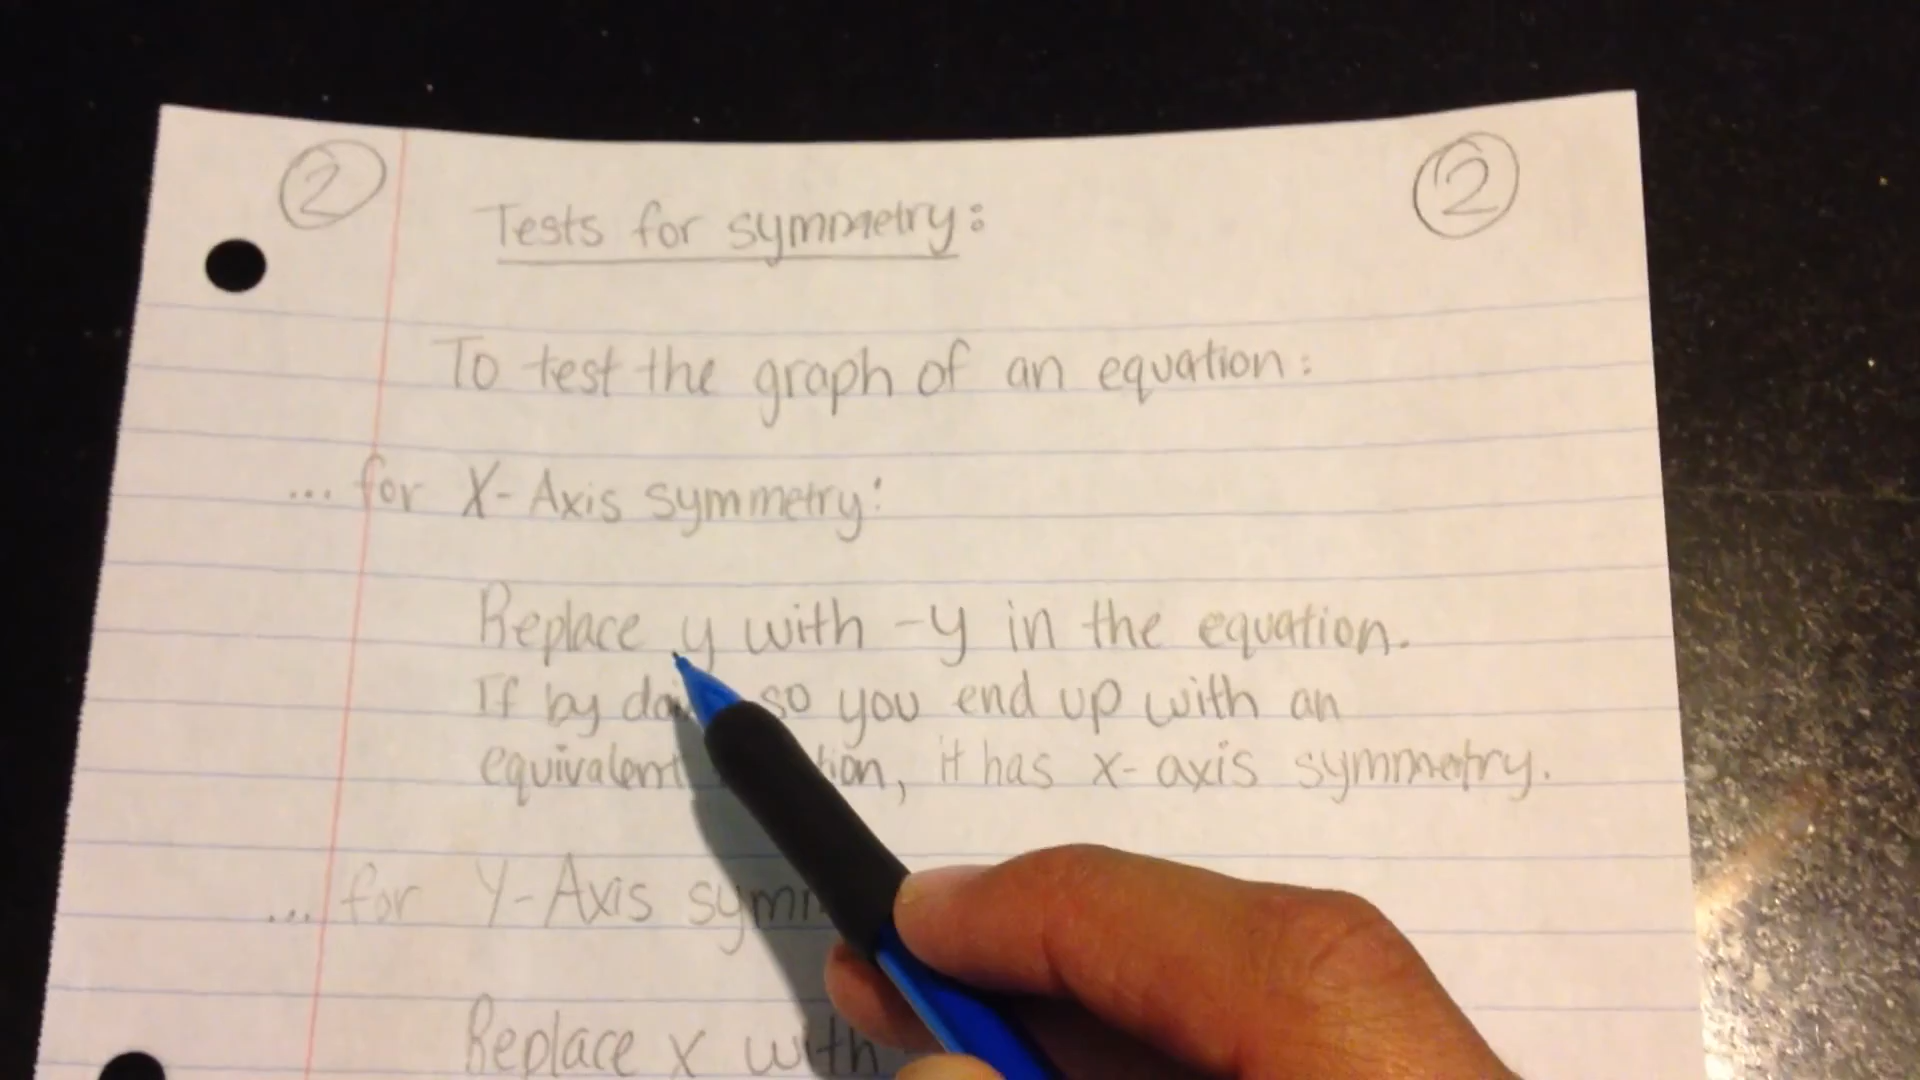 2 2
Tests for symmetry:
To test the graph of an equation:
... for X-Axis symmetry:
Replace y with -y in the equation.
If by so you end up with an
equivalent, it has x-axis symmetry.
... for Y-Axis
Replace x with